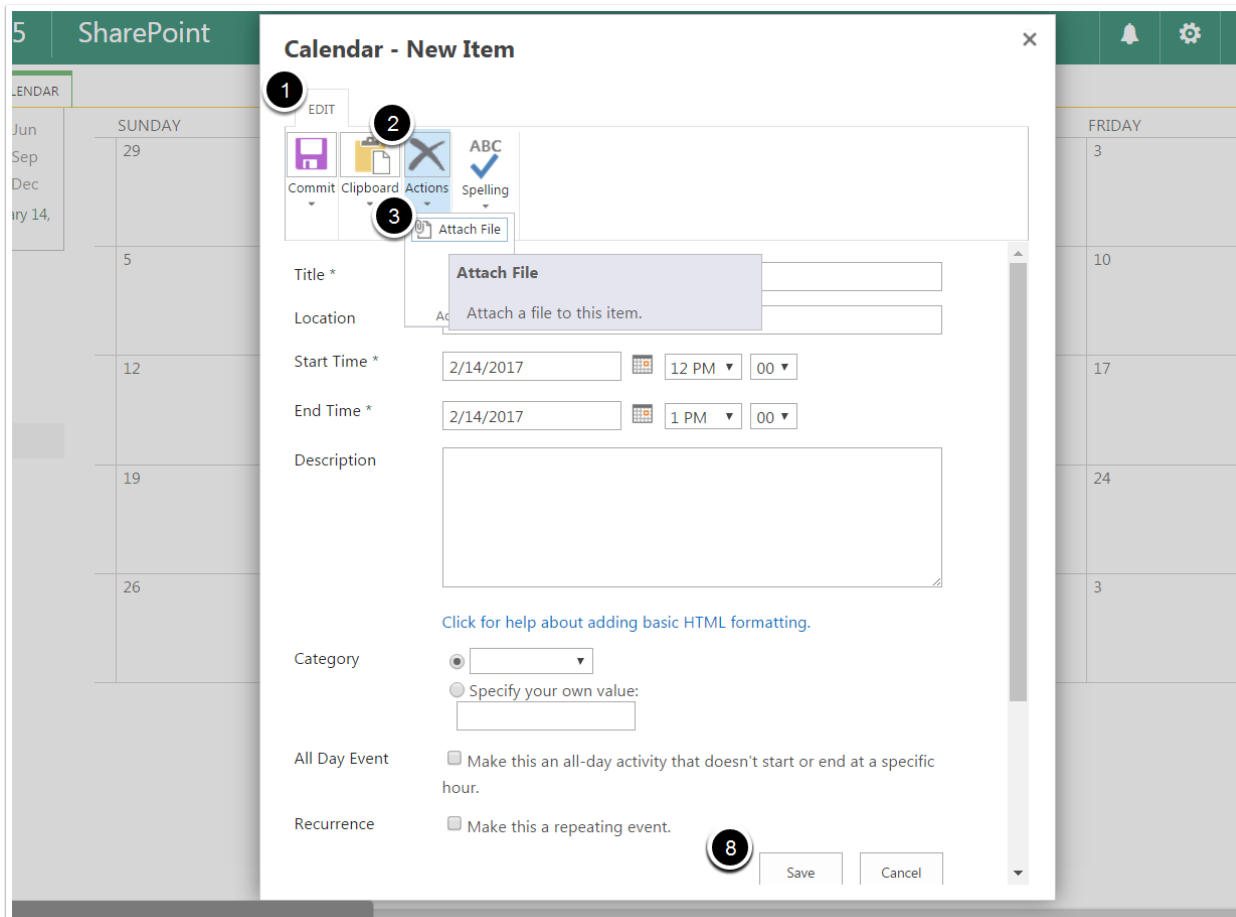 5 SharePoint
Calendar - New Item
LENDAR
1
EDIT
2
Jun
SUNDAY
FRIDAY
Sep
29
3
Dec
ary 14,
ABC
Commit Clipboard Actions Spelling
3
Attach File
5
10
Title *
Attach File
Location
Attach a file to this item.
Start Time *
2/14/2017 12 PM 00
12
17
End Time *
2/14/2017 1 PM 00
Description
19
24
26
3
Click for help about adding basic HTML formatting.
Category
Specify your own value:
All Day Event
Make this an all-day activity that doesn't start or end at a specific
hour.
Recurrence
Make this a repeating event.
8
Save Cancel